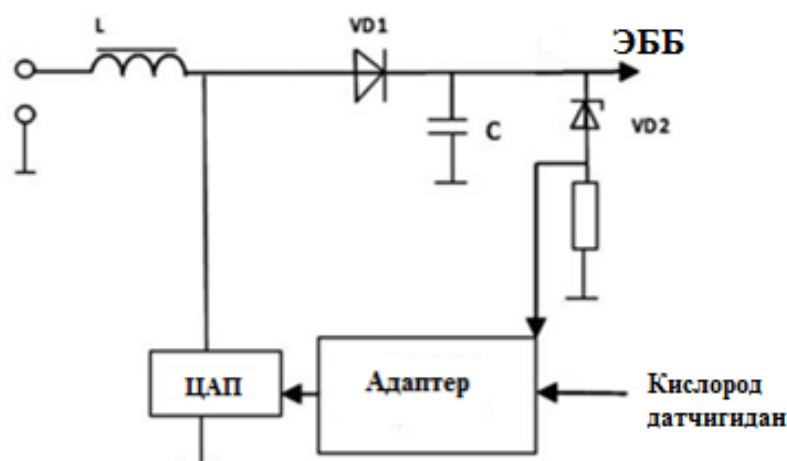 L
VD1
ЭББ
C
VD2
ЦАП
Адаптер
Кислород
датчигидан